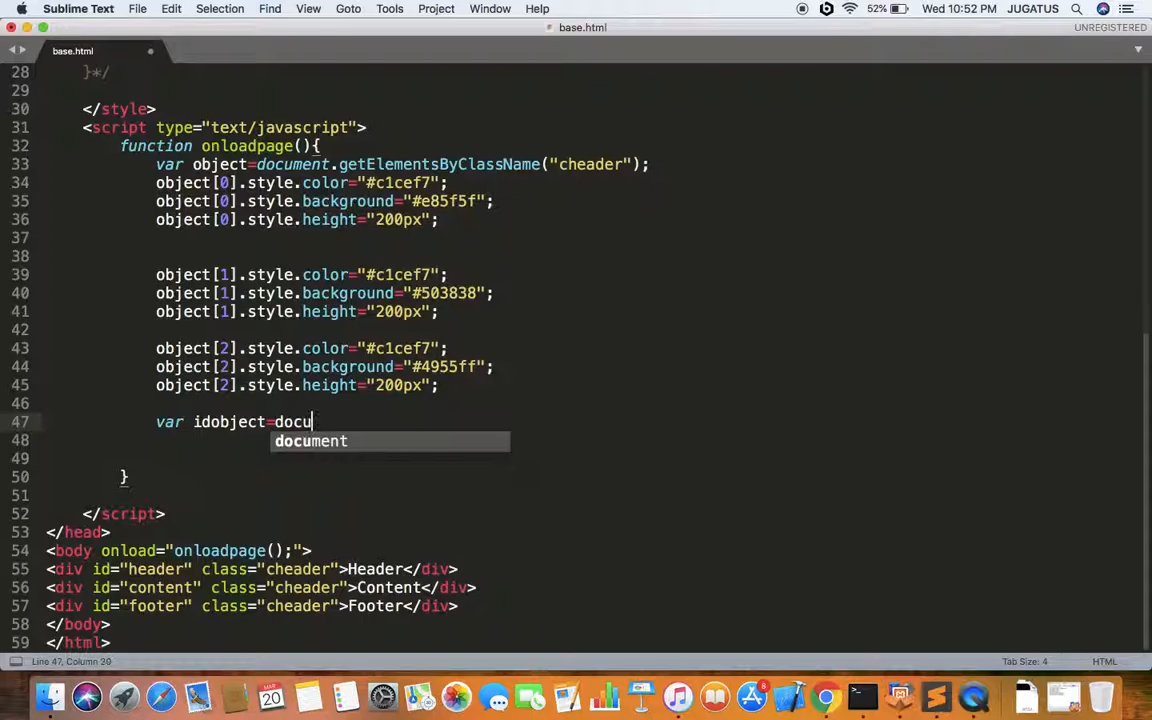 Sublime Text File Edit Selection Find View Goto Tools Project Window Help 52% Wed 10:52 PM JUGATUS
base.html UNREGISTERED
base.html
28 }*/
29
30 </style>
31 <script type="text/javascript">
32 function onloadpage(){
33 var object=document.getElementsByClassName("cheader");
34 object[0].style.color="#c1cef7";
35 object[0].style.background="#e85f5f";
36 object[0].style.height="200px";
37
38
39 object[1].style.color="#c1cef7";
40 object[1].style.background="#503838";
41 object[1].style.height="200px";
42
43 object[2].style.color="#c1cef7";
44 object[2].style.background="#4955ff";
45 object[2].style.height="200px";
46
47 var idobject=docu
document
48
49
50 }
51
52 </script>
53 </head>
54 <body onload="onloadpage();">
55 <div id="header" class="cheader">Header</div>
56 <div id="content" class="cheader">Content</div>
57 <div id="footer" class="cheader">Footer</div>
58 </body>
59 </html>
Line 47, Column 20 Tab Size: 4 HTML
MAR
20
6